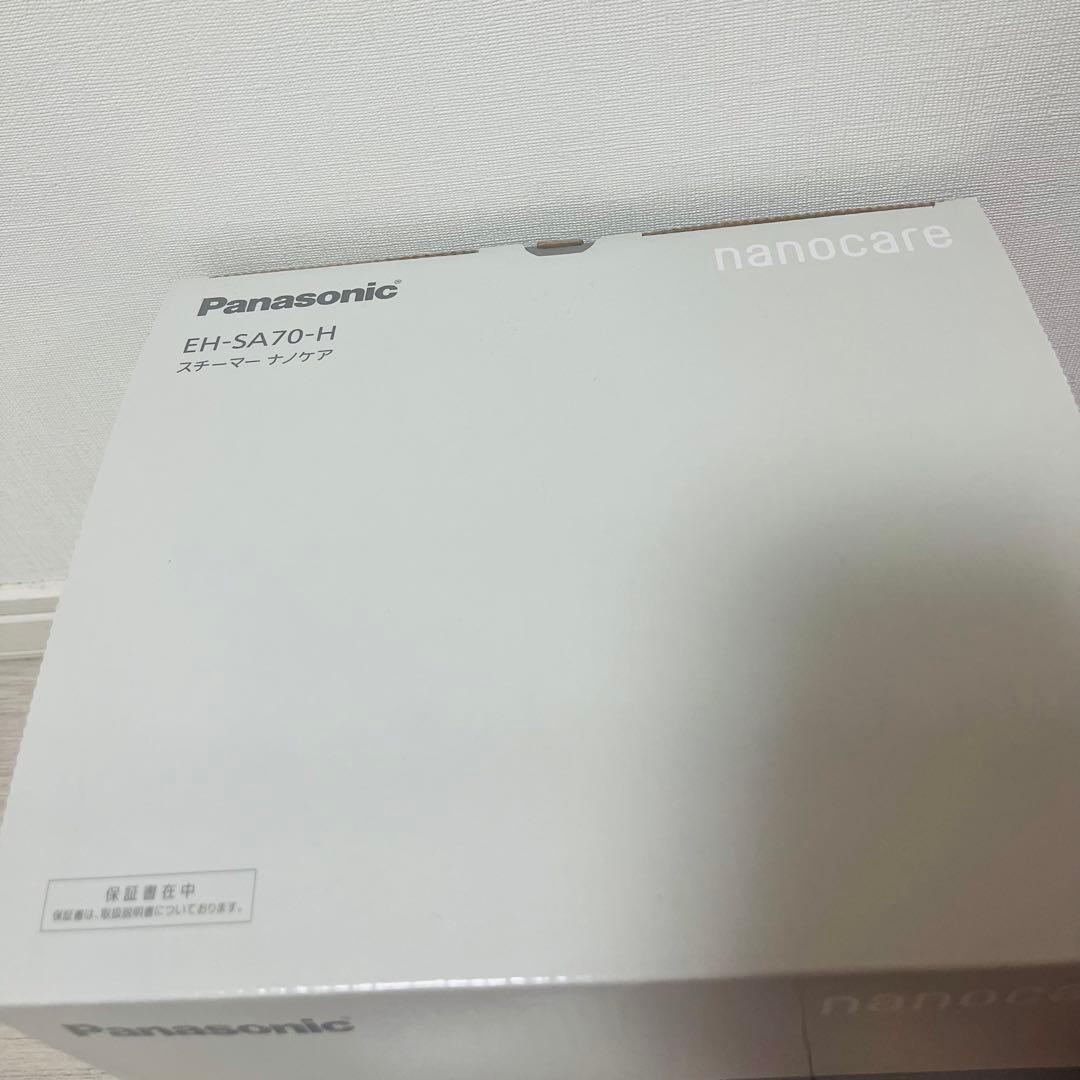 nanocare
Panasonic®
EH-SA70-H
スチーマー ナノケア
保証書在中
保証書は、取扱説明書についております。
Panasonic
nanoca